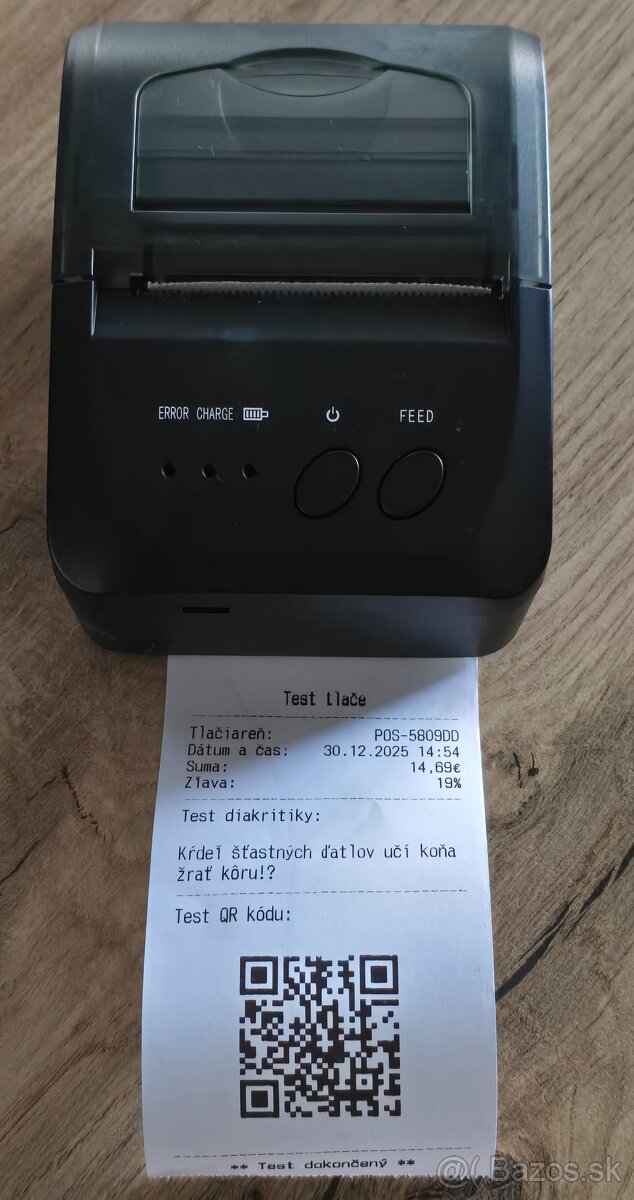 ERROR CHARGE FEED
Test tlače
Tlačiareň: POS-5809DD
Dátum a čas: 30.12.2025 14:54
Suma: 14,69€
Zľava: 19%
Test diakritiky:
Kŕdeľ šťastných ďatľov učí koňa
žrať kôru!?
Test QR kódu:
** Test dokončený **
@( Bazos.sk